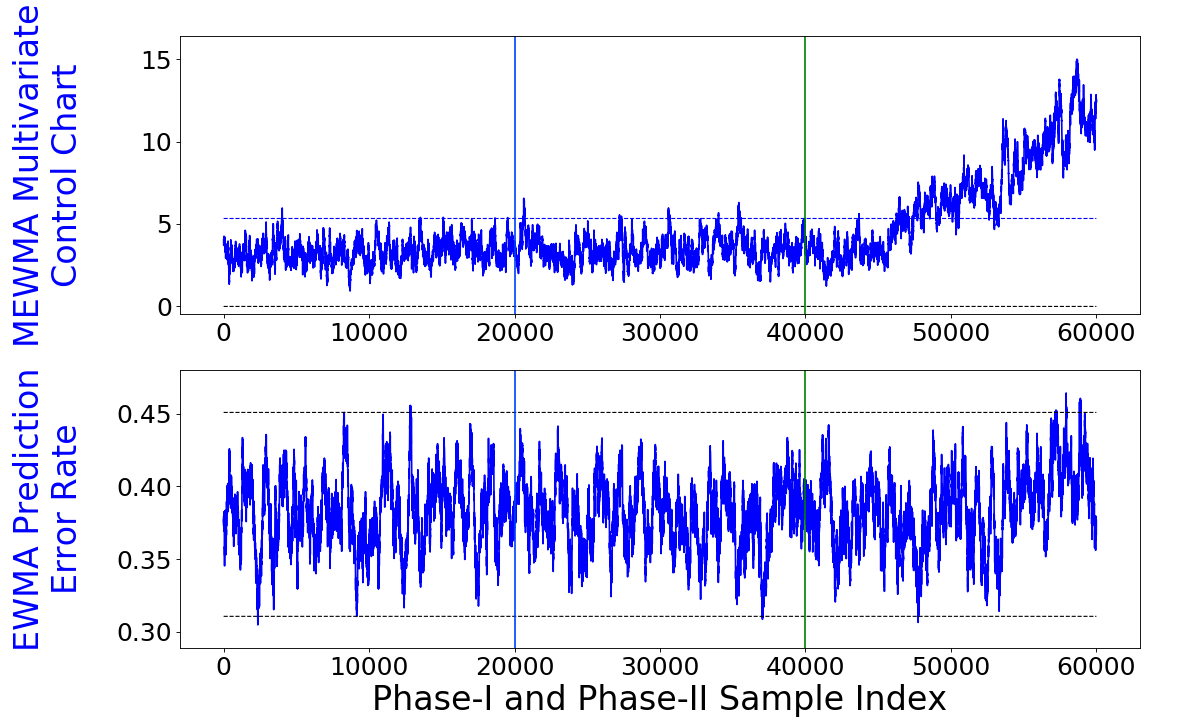 MEWMA Multivariate
Control Chart
15
10
5
0
0 10000 20000 30000 40000 50000 60000
EWMA Prediction
Error Rate
0.45
0.40
0.35
0.30
0 10000 20000 30000 40000 50000 60000
Phase-I and Phase-II Sample Index